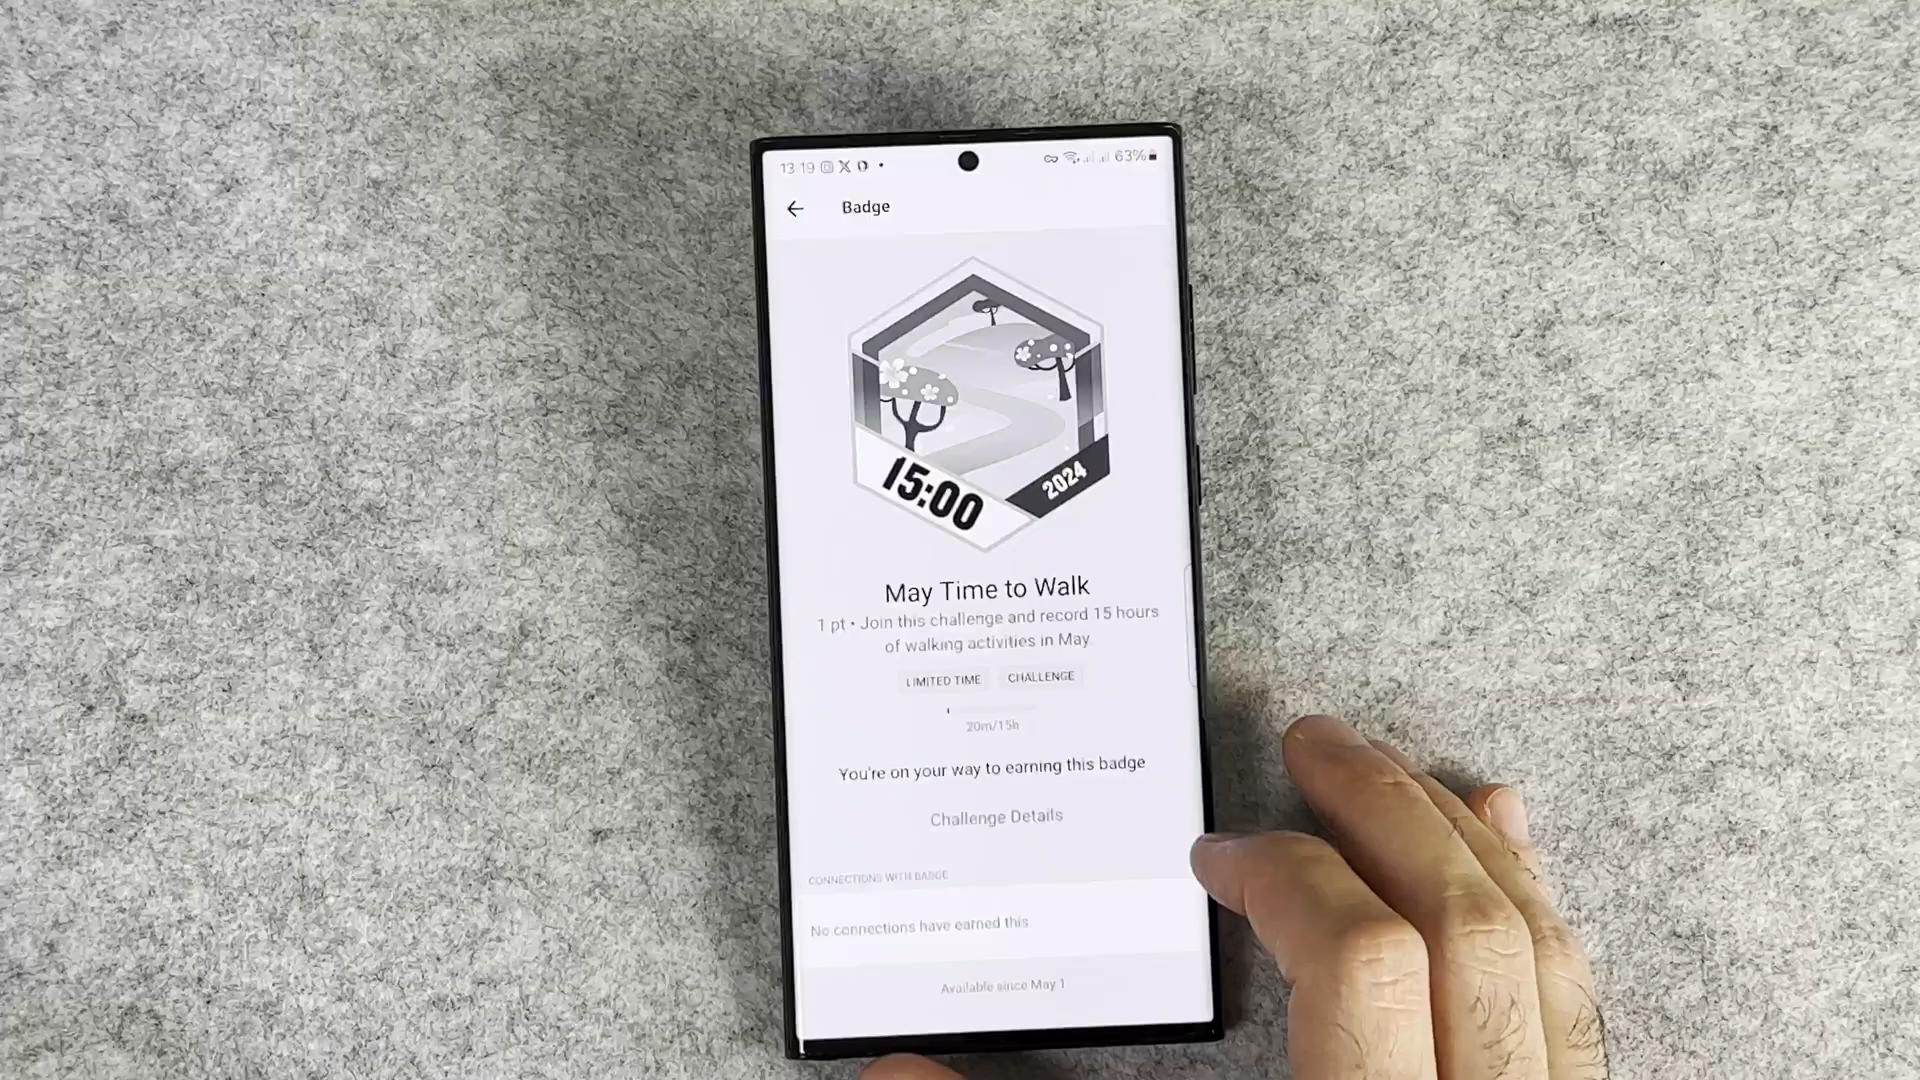 13:19 63%
Badge
15:00
2024
May Time to Walk
1 pt • Join this challenge and record 15 hours
of walking activities in May.
LIMITED TIME CHALLENGE
20m/15h
You're on your way to earning this badge
Challenge Details
CONNECTIONS WITH BADGE
No connections have earned this.
Available since May 1